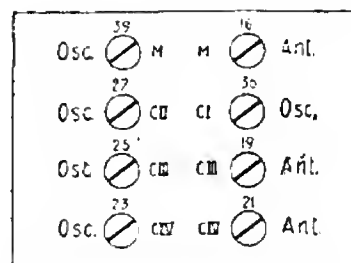 39 16
Osc. M M Ant.
27 30
Osc. CII CI Osc.
25 19
Osc CIII CIII Ant.
23 21
Osc. CIV CIV Ant.